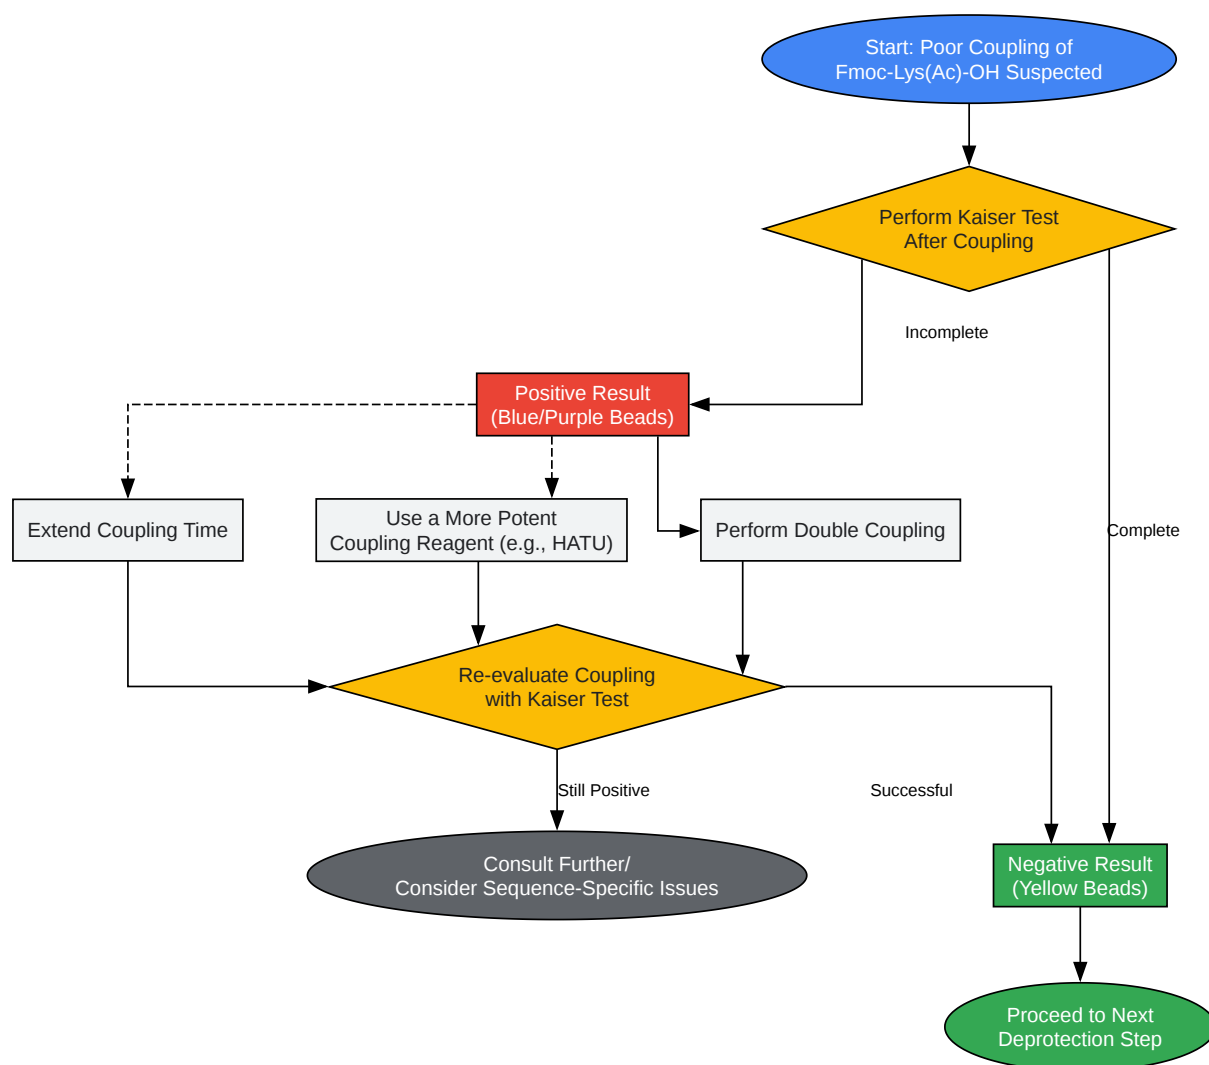 Start: Poor Coupling of
Fmoc-Lys(Ac)-OH Suspected
Perform Kaiser Test
After Coupling
Incomplete
Positive Result
(Blue/Purple Beads)
Extend Coupling Time
Use a More Potent
Coupling Reagent (e.g., HATU)
Perform Double Coupling
Complete
Re-evaluate Coupling
with Kaiser Test
Still Positive
Successful
Consult Further/
Consider Sequence-Specific Issues
Negative Result
(Yellow Beads)
Proceed to Next
Deprotection Step